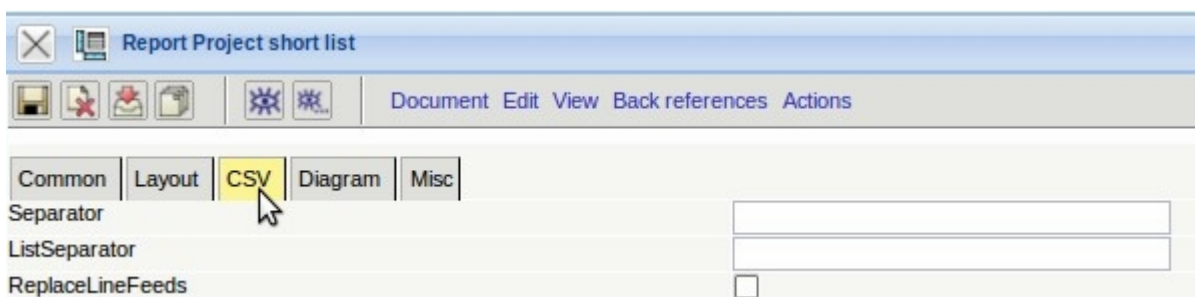 Report Project short list
Document Edit View Back references Actions
Common Layout CSV Diagram Misc
Separator
ListSeparator
ReplaceLineFeeds